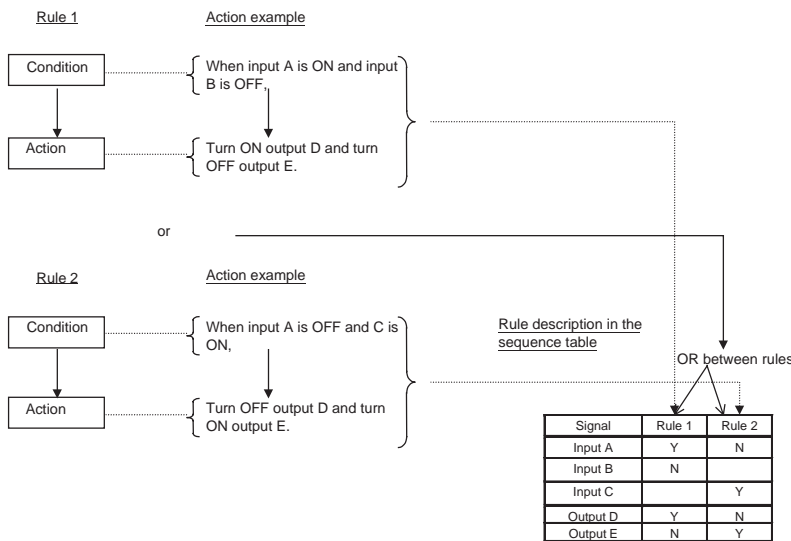 Rule 1
Action example
Condition
When input A is ON and input
B is OFF,
Action
Turn ON output D and turn
OFF output E.
or
Rule 2
Action example
Condition
When input A is OFF and C is
ON,
Action
Turn OFF output D and turn
ON output E.
Rule description in the
sequence table
OR between rules
Signal Rule 1 Rule 2
Input A Y N
Input B N
Input C Y
Output D Y N
Output E N Y